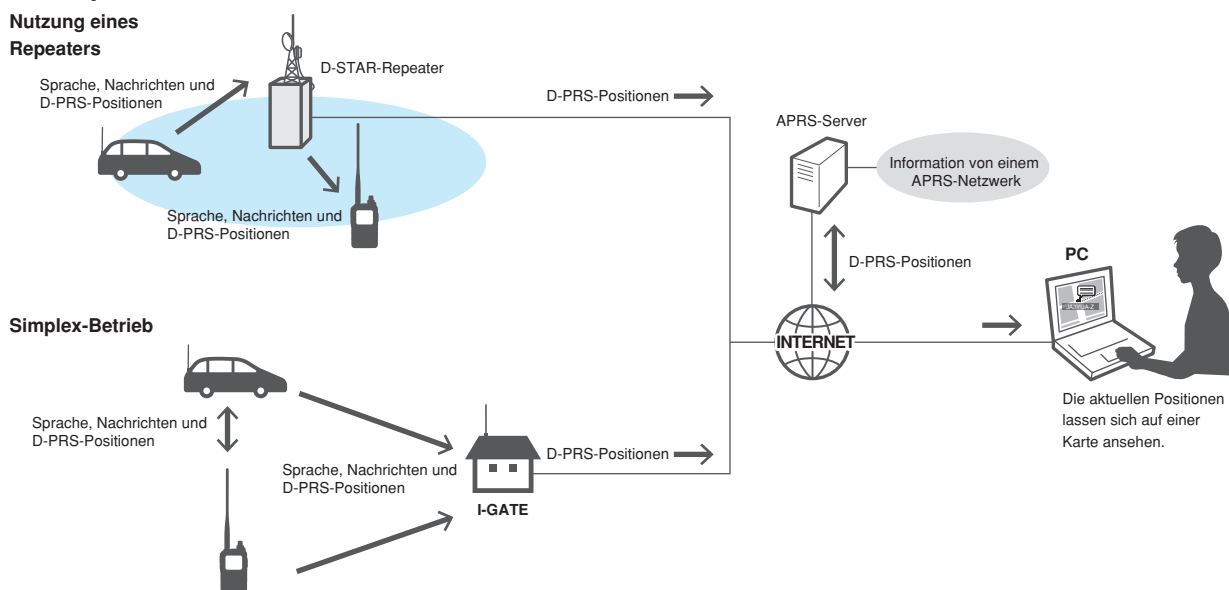 Nutzung eines
Repeaters
D-STAR-Repeater
Sprache, Nachrichten und
D-PRS-Positionen
D-PRS-Positionen
APRS-Server
Information von einem
APRS-Netzwerk
Sprache, Nachrichten und
D-PRS-Positionen
D-PRS-Positionen
PC
Simplex-Betrieb
INTERNET
Die aktuellen Positionen
lassen sich auf einer
Karte ansehen.
Sprache, Nachrichten und
D-PRS-Positionen
D-PRS-Positionen
Sprache, Nachrichten und
D-PRS-Positionen
I-GATE